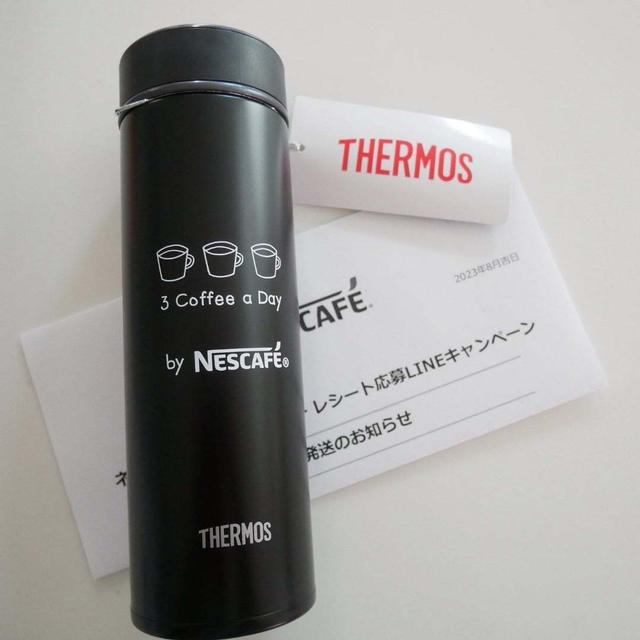 THERMOS
3 Coffee a Day
by NESCAFÉ®
THERMOS
2023年8月吉日
CAFÉ®
レシート応募LINEキャンペーン
発送のお知らせ